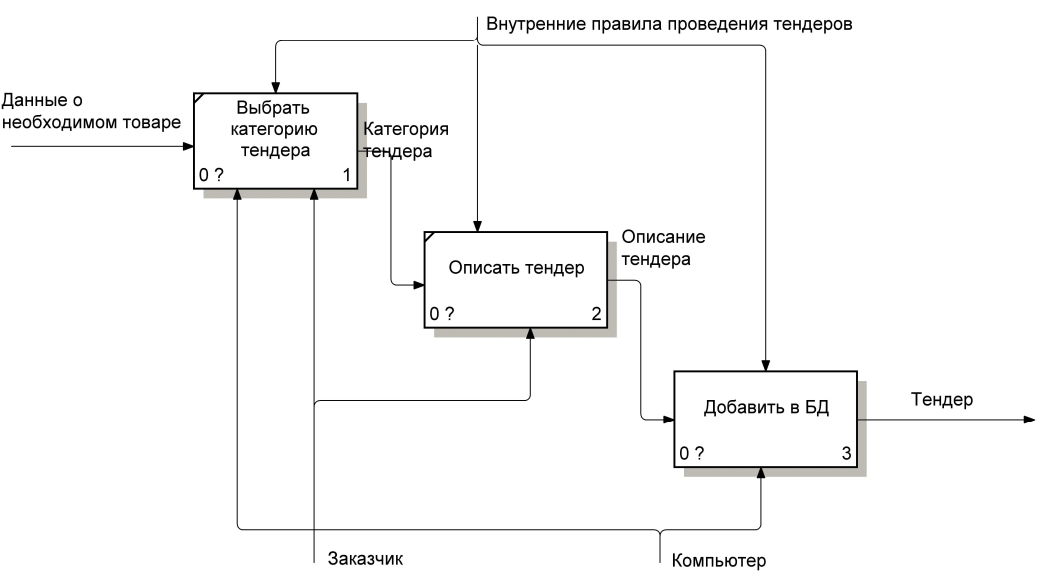 Внутренние правила проведения тендеров
Данные о
необходимом товаре
Выбрать
категорию
тендера
0 ?
1
Категория
тендера
Описать тендер
0 ?
2
Описание
тендера
Добавить в БД
0 ?
3
Тендер
Заказчик
Компьютер